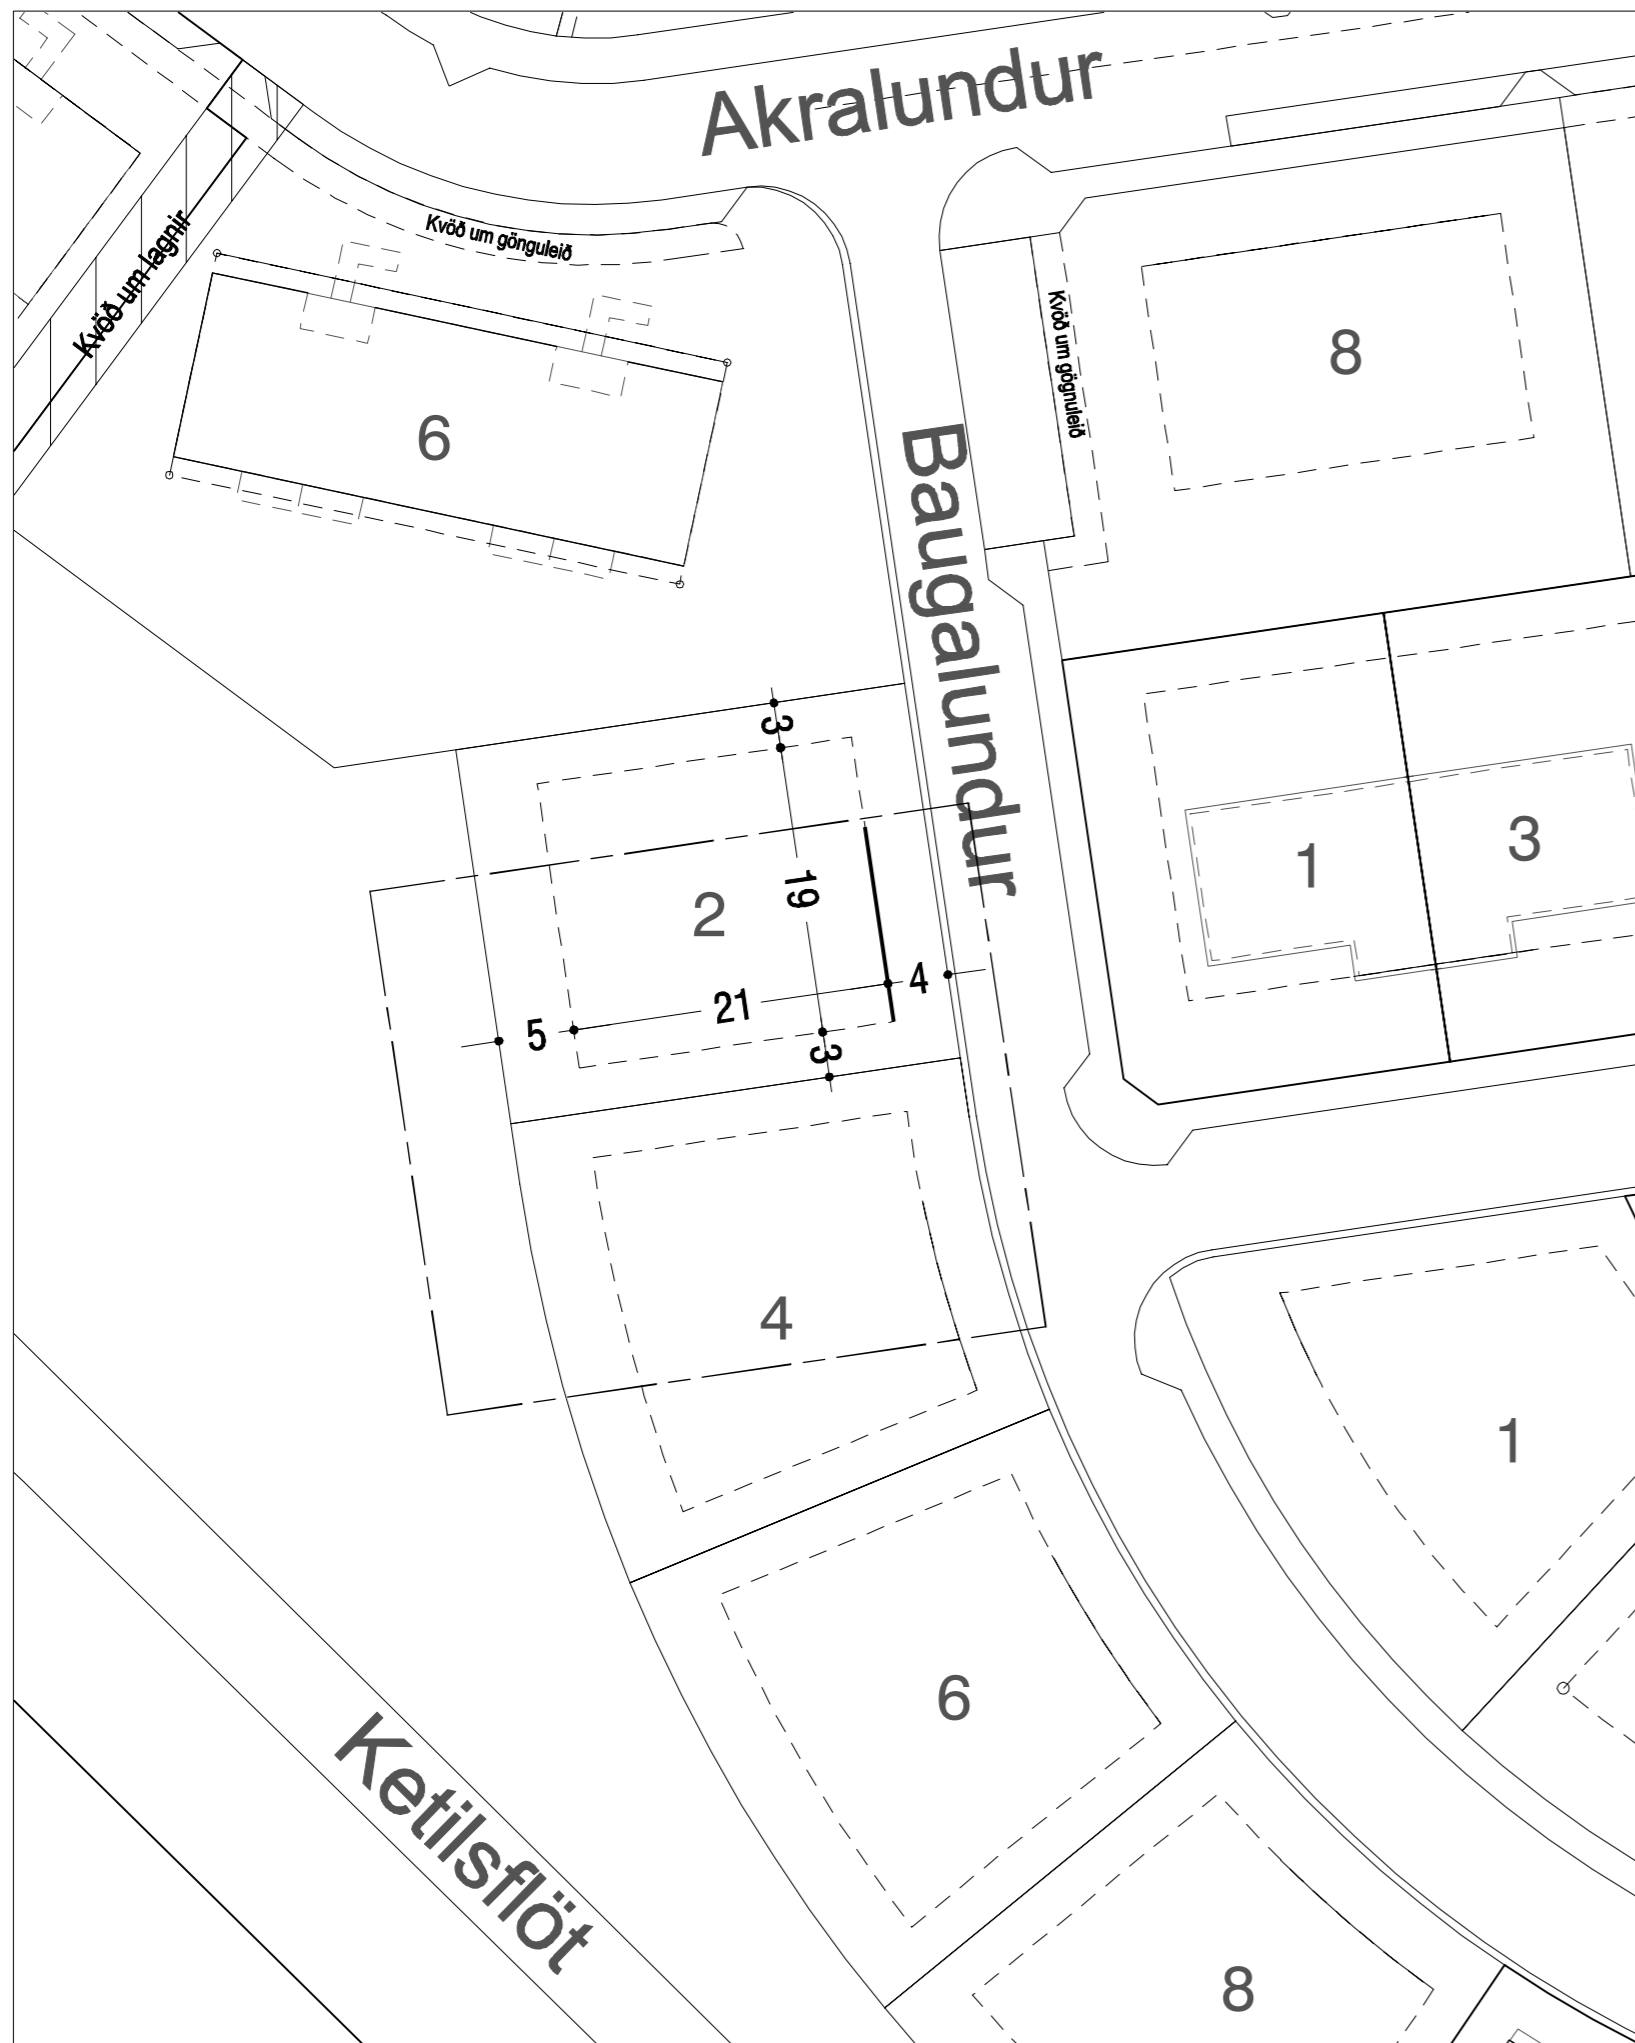 Akralundur
Kvöð um gönguleið
Kvöð um lagnir
Kvöð um gögnuleið
8
6
Baugalundur
3
1
3
19
2
4
21
5
3
4
1
6
Ketilsflöt
8